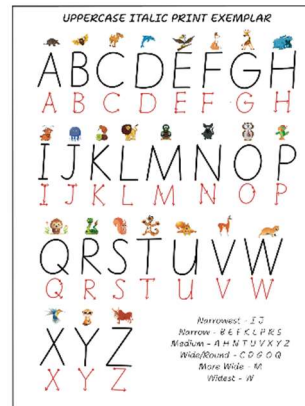 UPPERCASE ITALIC PRINT EXEMPLAR
ABCDEFGH
ABCDEFGH
IJKLMNOP
IJKLMNOP
QRSTUVW
QRSTUVW
XYZ
XYZ
Narrowest - I J
Narrow - B E F K L P R S
Medium - A H N T U V X Y Z
Wide/Round - C D G O Q
More Wide - M
Widest - W